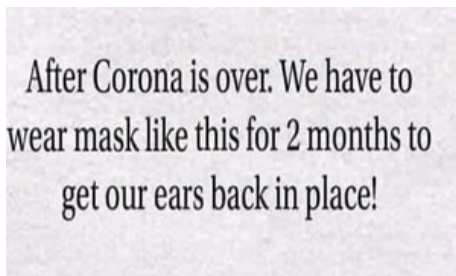 After Corona is over. We have to
wear mask like this for 2 months to
get our ears back in place!